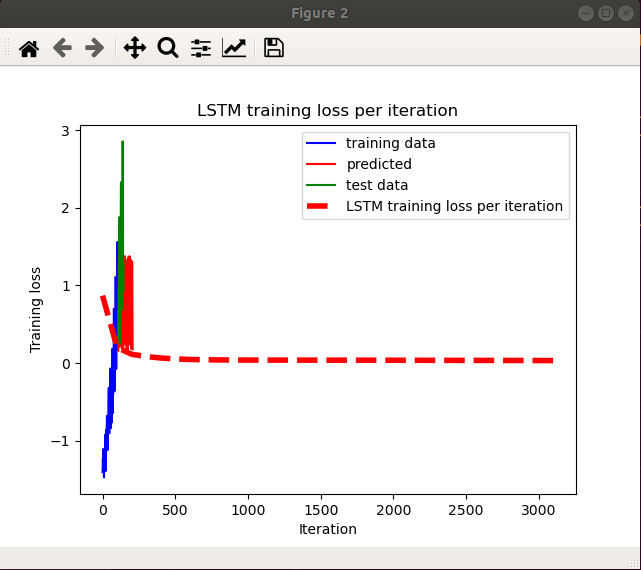 Figure 2
LSTM training loss per iteration
training data
predicted
test data
LSTM training loss per iteration
3
2
1
0
−1
Training loss
0 500 1000 1500 2000 2500 3000
Iteration